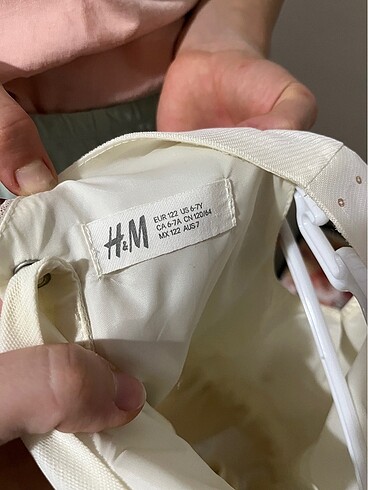 H&M
EUR 122 US 6-7Y
CA 6-7A CN 120/64
MX 122 AUS 7